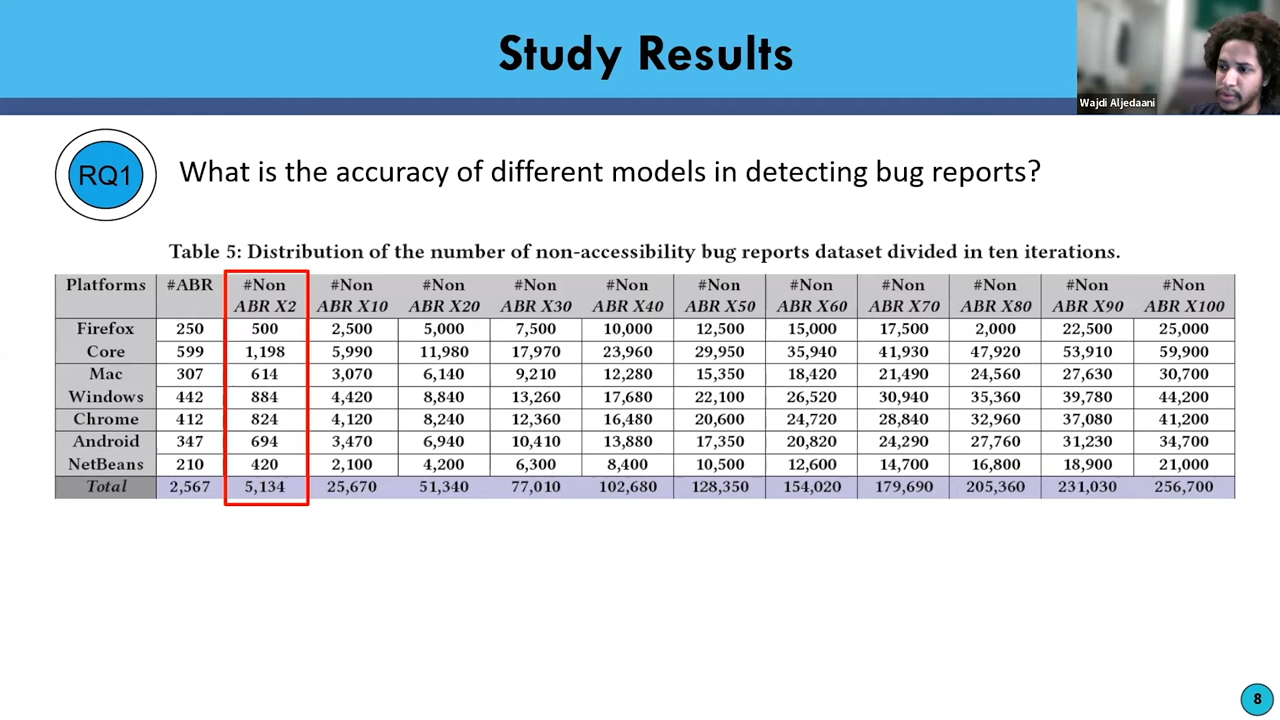 Study Results
Wajdi Aljedaani
RQ1
What is the accuracy of different models in detecting bug reports?
Table 5: Distribution of the number of non-accessibility bug reports dataset divided in ten iterations.
Platforms #ABR #Non ABR X2 #Non ABR X10 #Non ABR X20 #Non ABR X30 #Non ABR X40 #Non ABR X50 #Non ABR X60 #Non ABR X70 #Non ABR X80 #Non ABR X90 #Non ABR X100
Firefox 250 500 2,500 5,000 7,500 10,000 12,500 15,000 17,500 2,000 22,500 25,000
Core 599 1,198 5,990 11,980 17,970 23,960 29,950 35,940 41,930 47,920 53,910 59,900
Mac 307 614 3,070 6,140 9,210 12,280 15,350 18,420 21,490 24,560 27,630 30,700
Windows 442 884 4,420 8,840 13,260 17,680 22,100 26,520 30,940 35,360 39,780 44,200
Chrome 412 824 4,120 8,240 12,360 16,480 20,600 24,720 28,840 32,960 37,080 41,200
Android 347 694 3,470 6,940 10,410 13,880 17,350 20,820 24,290 27,760 31,230 34,700
NetBeans 210 420 2,100 4,200 6,300 8,400 10,500 12,600 14,700 16,800 18,900 21,000
Total 2,567 5,134 25,670 51,340 77,010 102,680 128,350 154,020 179,690 205,360 231,030 256,700
8